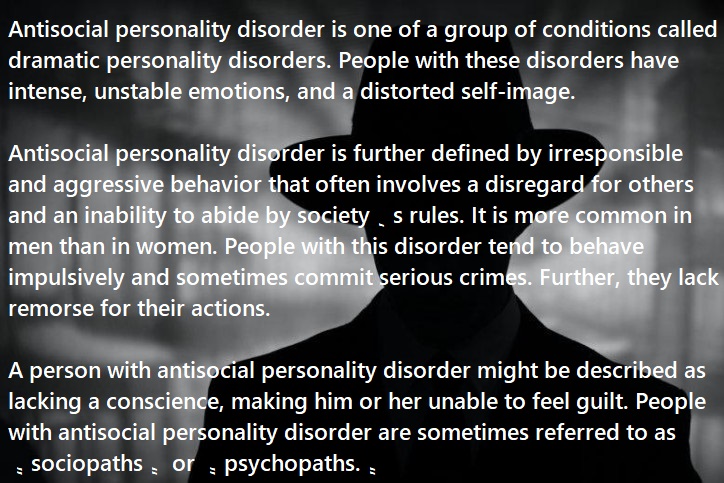 Antisocial personality disorder is one of a group of conditions called
dramatic personality disorders. People with these disorders have
intense, unstable emotions, and a distorted self-image.
Antisocial personality disorder is further defined by irresponsible
and aggressive behavior that often involves a disregard for others
and an inability to abide by society ˎ s rules. It is more common in
men than in women. People with this disorder tend to behave
impulsively and sometimes commit serious crimes. Further, they lack
remorse for their actions.
A person with antisocial personality disorder might be described as
lacking a conscience, making him or her unable to feel guilt. People
with antisocial personality disorder are sometimes referred to as
˷ sociopaths ˷ or ˷ psychopaths. ˷